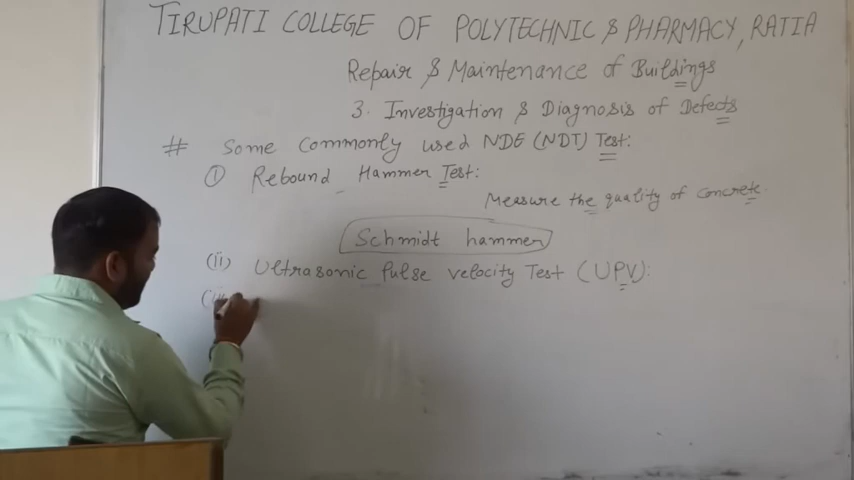 TIRUPATI COLLEGE OF POLYTECHNIC & PHARMACY, RATIA
Repair & Maintenance of Buildings
3. Investigation & Diagnosis of Defects
# Some commonly used NDE (NDT) Test:
① Rebound Hammer Test:
Measure the quality of concrete.
Schmidt hammer
(ii) Ultrasonic Pulse velocity Test (UPV):
(iii